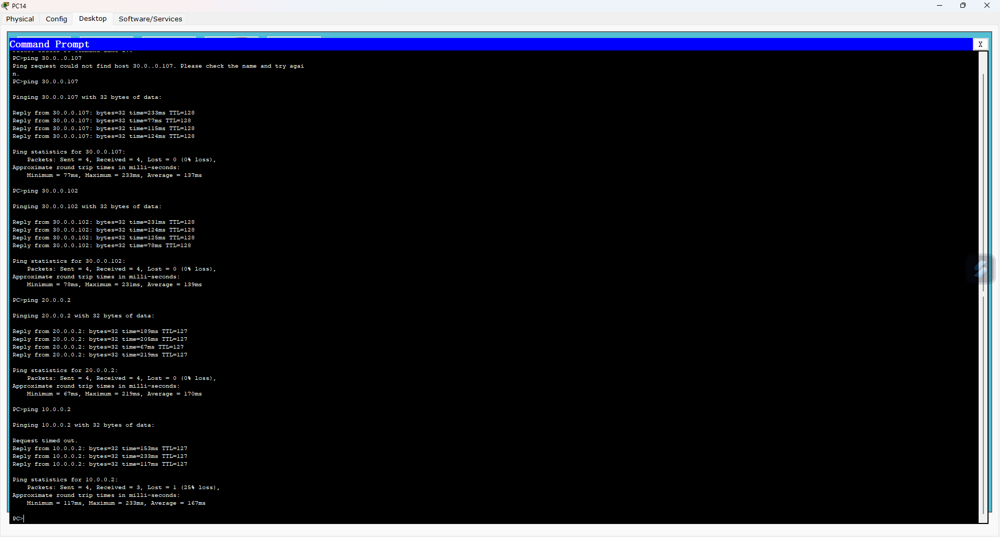 PC14
Physical Config Desktop Software/Services
Command Prompt
X
PC>ping 30.0..0.107
Ping request could not find host 30.0..0.107. Please check the name and try agai
n.
PC>ping 30.0.0.107
Pinging 30.0.0.107 with 32 bytes of data:
Reply from 30.0.0.107: bytes=32 time=233ms TTL=128
Reply from 30.0.0.107: bytes=32 time=77ms TTL=128
Reply from 30.0.0.107: bytes=32 time=115ms TTL=128
Reply from 30.0.0.107: bytes=32 time=124ms TTL=128
Ping statistics for 30.0.0.107:
Packets: Sent = 4, Received = 4, Lost = 0 (0% loss),
Approximate round trip times in milli-seconds:
Minimum = 77ms, Maximum = 233ms, Average = 137ms
PC>ping 30.0.0.102
Pinging 30.0.0.102 with 32 bytes of data:
Reply from 30.0.0.102: bytes=32 time=231ms TTL=128
Reply from 30.0.0.102: bytes=32 time=124ms TTL=128
Reply from 30.0.0.102: bytes=32 time=125ms TTL=128
Reply from 30.0.0.102: bytes=32 time=78ms TTL=128
Ping statistics for 30.0.0.102:
Packets: Sent = 4, Received = 4, Lost = 0 (0% loss),
Approximate round trip times in milli-seconds:
Minimum = 78ms, Maximum = 231ms, Average = 139ms
PC>ping 20.0.0.2
Pinging 20.0.0.2 with 32 bytes of data:
Reply from 20.0.0.2: bytes=32 time=189ms TTL=127
Reply from 20.0.0.2: bytes=32 time=205ms TTL=127
Reply from 20.0.0.2: bytes=32 time=67ms TTL=127
Reply from 20.0.0.2: bytes=32 time=219ms TTL=127
Ping statistics for 20.0.0.2:
Packets: Sent = 4, Received = 4, Lost = 0 (0% loss),
Approximate round trip times in milli-seconds:
Minimum = 67ms, Maximum = 219ms, Average = 170ms
PC>ping 10.0.0.2
Pinging 10.0.0.2 with 32 bytes of data:
Request timed out.
Reply from 10.0.0.2: bytes=32 time=153ms TTL=127
Reply from 10.0.0.2: bytes=32 time=233ms TTL=127
Reply from 10.0.0.2: bytes=32 time=117ms TTL=127
Ping statistics for 10.0.0.2:
Packets: Sent = 4, Received = 3, Lost = 1 (25% loss),
Approximate round trip times in milli-seconds:
Minimum = 117ms, Maximum = 233ms, Average = 167ms
PC>